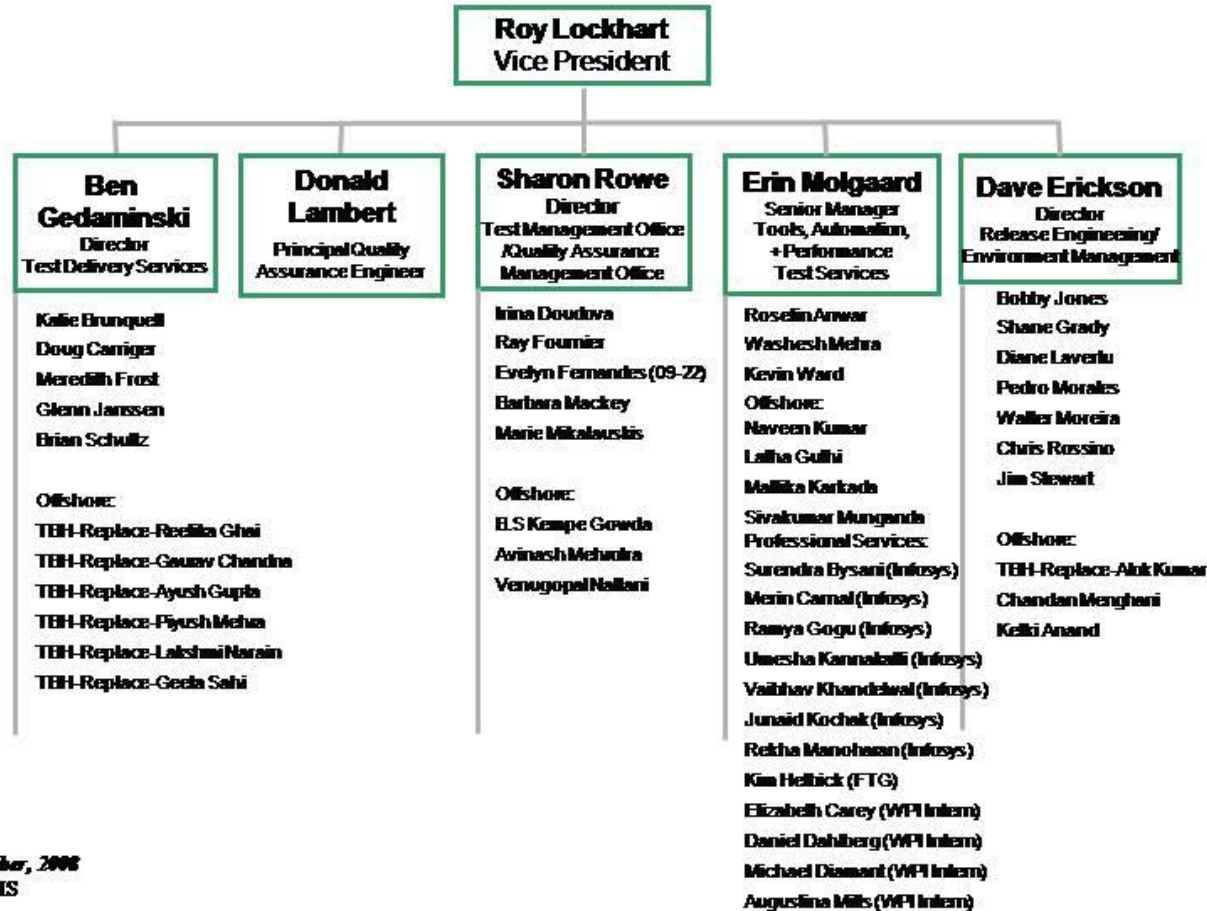 Roy Lockhart
Vice President
Ben
Gedaminski
Director
Test Delivery Services
Katie Brunquell
Doug Carriger
Meredith Frost
Glenn Janssen
Brian Schultz
Offshore:
TBH-Replace-Reetika Ghai
TBH-Replace-Gaurav Chandna
TBH-Replace-Ayush Gupta
TBH-Replace-Piyush Mehra
TBH-Replace-Lakshmi Narain
TBH-Replace-Geeta Sahi
Donald
Lambert
Principal Quality
Assurance Engineer
Sharon Rowe
Director
Test Management Office
/Quality Assurance
Management Office
Irina Doudova
Ray Fournier
Evelyn Fernandes (09-22)
Barbara Mackey
Marie Mikalauskis
Offshore:
B.S Kempe Gowda
Avinash Mehrotra
Venugopal Nallani
Erin Molgaard
Senior Manager
Tools, Automation,
+ Performance
Test Services
Roselin Anwar
Washesh Mehra
Kevin Ward
Offshore:
Naveen Kumar
Latha Guthi
Mallika Karkada
Sivakumar Munganda
Professional Services:
Surendra Bysani (Infosys)
Merin Carnal (Infosys)
Ramya Gogu (Infosys)
Umesha Kannakatti (Infosys)
Vaibhav Khandelwal (Infosys)
Junaid Kochak (Infosys)
Rekha Manoharan (Infosys)
Kim Helbick (FTG)
Elizabeth Carey (WPI Intern)
Daniel Dahlberg (WPI Intern)
Michael Diamant (WPI Intern)
Augustina Mills (WPI Intern)
Dave Erickson
Director
Release Engineering/
Environment Management
Bobby Jones
Shane Grady
Diane Lavertu
Pedro Morales
Walter Moreira
Chris Rossino
Jim Stewart
Offshore:
TBH-Replace-Alok Kumar
Chandan Menghani
Ketki Anand
ber, 2008
IS